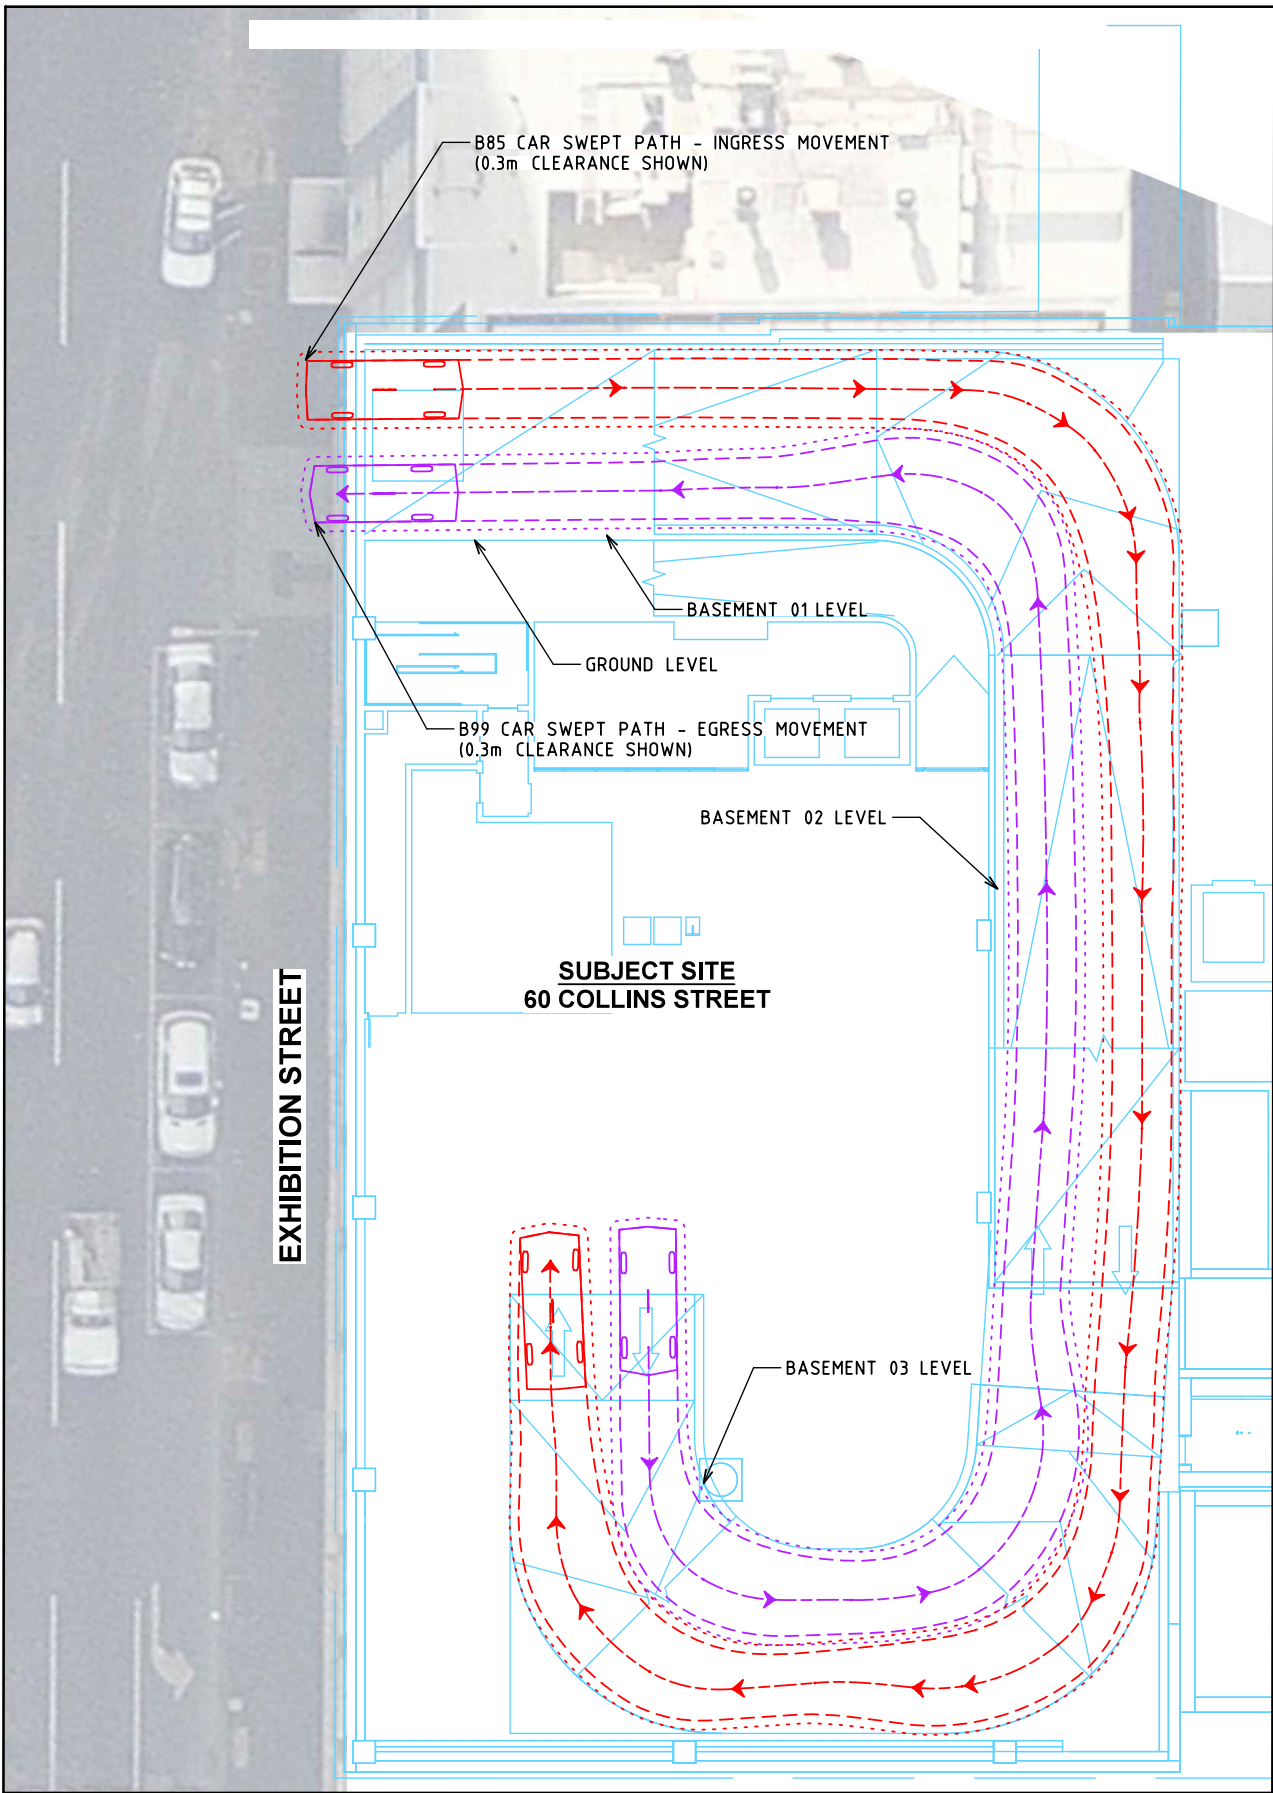 B85 CAR SWEPT PATH - INGRESS MOVEMENT
(0.3m CLEARANCE SHOWN)
BASEMENT 01 LEVEL
GROUND LEVEL
B99 CAR SWEPT PATH - EGRESS MOVEMENT
(0.3m CLEARANCE SHOWN)
BASEMENT 02 LEVEL
SUBJECT SITE
60 COLLINS STREET
EXHIBITION STREET
BASEMENT 03 LEVEL